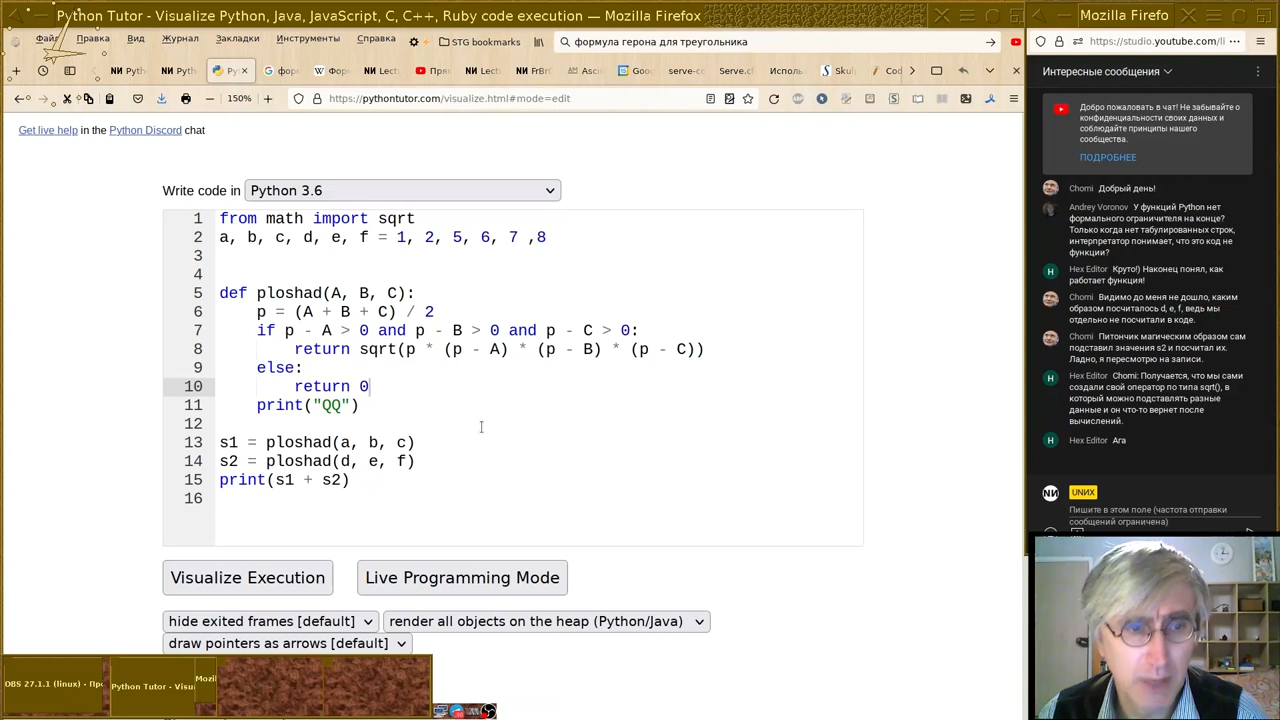 Python Tutor - Visualize Python, Java, JavaScript, C, C++, Ruby code execution — Mozilla Firefox
Mozilla Firefo
Файл Правка Вид Журнал Закладки Инструменты Справка
STG bookmarks
формула герона для треугольника
https://studio.youtube.com/li
150%
https://pythontutor.com/visualize.html#mode=edit
Интересные сообщения
Get live help in the Python Discord chat
Добро пожаловать в чат! Не забывайте о
конфиденциальности своих данных и
соблюдайте принципы нашего
сообщества.
ПОДРОБНЕЕ
Write code in Python 3.6
1 from math import sqrt
2 a, b, c, d, e, f = 1, 2, 5, 6, 7 ,8
3
4
5 def ploshad(A, B, C):
6 p = (A + B + C) / 2
7 if p - A > 0 and p - B > 0 and p - C > 0:
8 return sqrt(p * (p - A) * (p - B) * (p - C))
9 else:
10 return 0
11 print("QQ")
12
13 s1 = ploshad(a, b, c)
14 s2 = ploshad(d, e, f)
15 print(s1 + s2)
16
Visualize Execution
Live Programming Mode
hide exited frames [default]
render all objects on the heap (Python/Java)
draw pointers as arrows [default]
Chomi Добрый день!
Andrey Voronov У функций Python нет
формального ограничителя на конце?
Только когда нет табулированных строк,
интерпретатор понимает, что это код не
функции?
Hex Editor Круто!) Наконец понял, как
работает функция!
Chomi Видимо до меня не дошло, каким
образом посчиталось d, e, f, ведь мы
отдельно не посчитали в коде.
Chomi Питончик магическим образом сам
подставил значения s2 и посчитал их.
Ладно, я пересмотрю на записи.
Hex Editor Chomi: Получается, что мы сами
создали свой оператор по типа sqrt(), в
который можно подставлять разные
данные и он что-то вернет после
вычислений.
Hex Editor Ага
UNИX
Пишите в этом поле (частота отправки
сообщений ограничена)
OBS 27.1.1 (linux) - Про
Python Tutor - Visu
Mozil